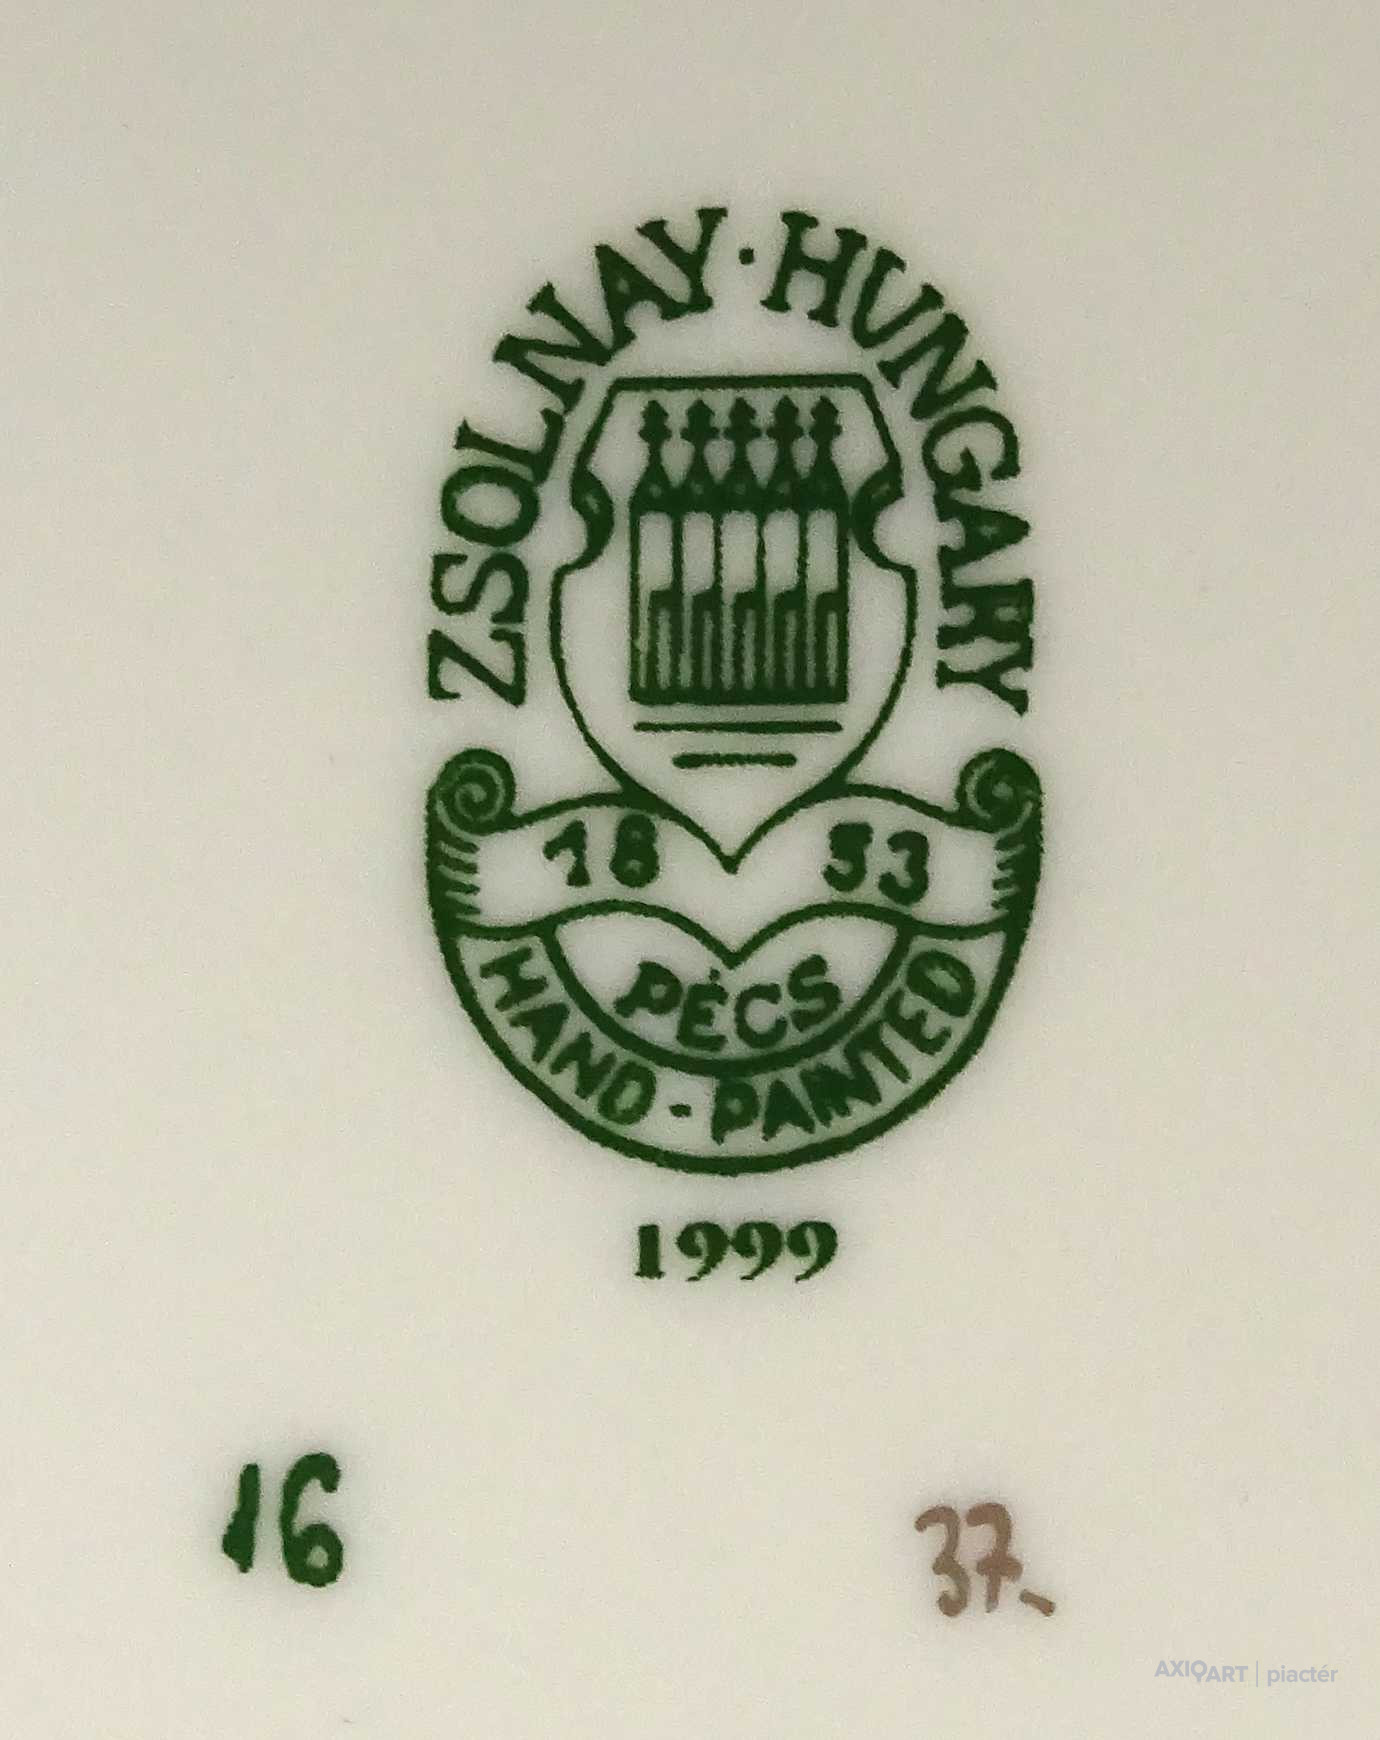 ZSOLNAY · HUNGARY
18 53
PÉCS
HAND - PAINTED
1999
16
37.
AXIOART | piactér